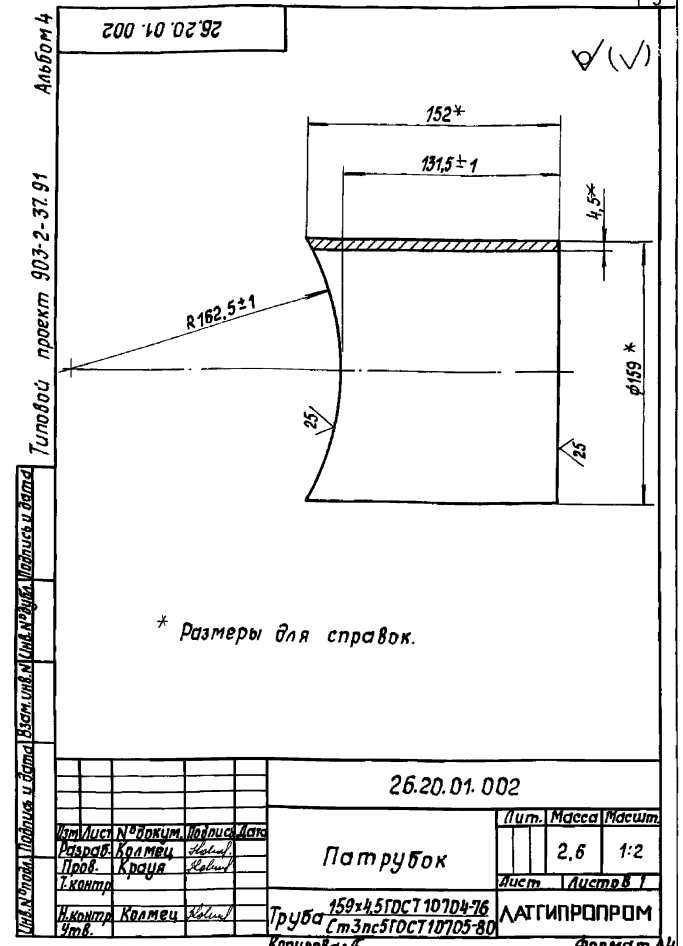 26.20.01.002
Альбом 4
Типовой проект 903-2-37.91
(√)
152*
131,5±1
4,5*
R162,5±1
ф159*
25
25
* Размеры для справок.
Инв.№подл. Подпись и дата Взам.инв.№ Инв.№дубл. Подпись и дата
26.20.01.002
Изм Лист №докум. Подпись Дата
Разраб. Колмец
Пров. Крауя
Т.контр
Н.контр Колмец
Утв.
Патрубок
Лит. Масса Масшт.
2,6 1:2
Лист Листов 1
Труба 159х4,5 ГОСТ 10704-76
Ст3пс5 ГОСТ 10705-80
ЛАТГИПРОПРОМ
Копировал
Формат А4